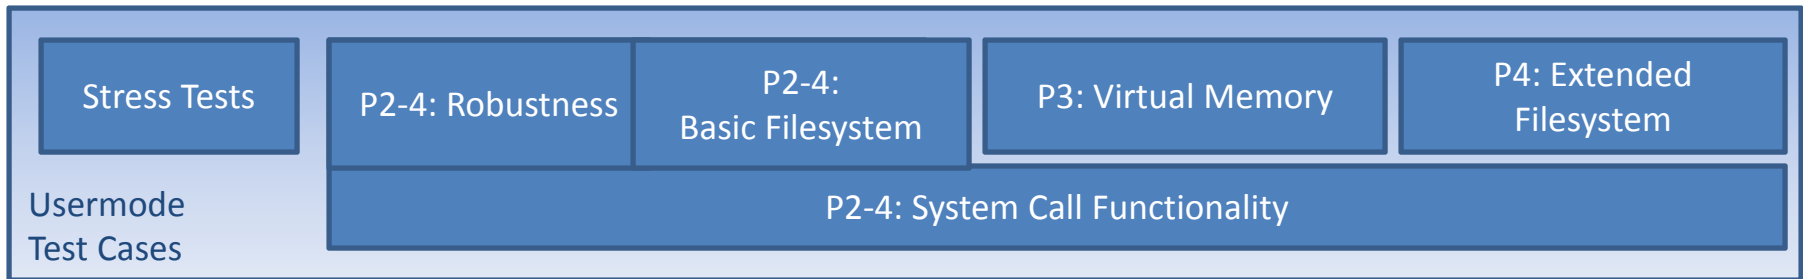 Stress Tests
P2-4: Robustness
P2-4:
Basic Filesystem
P3: Virtual Memory
P4: Extended
Filesystem
P2-4: System Call Functionality
Usermode
Test Cases